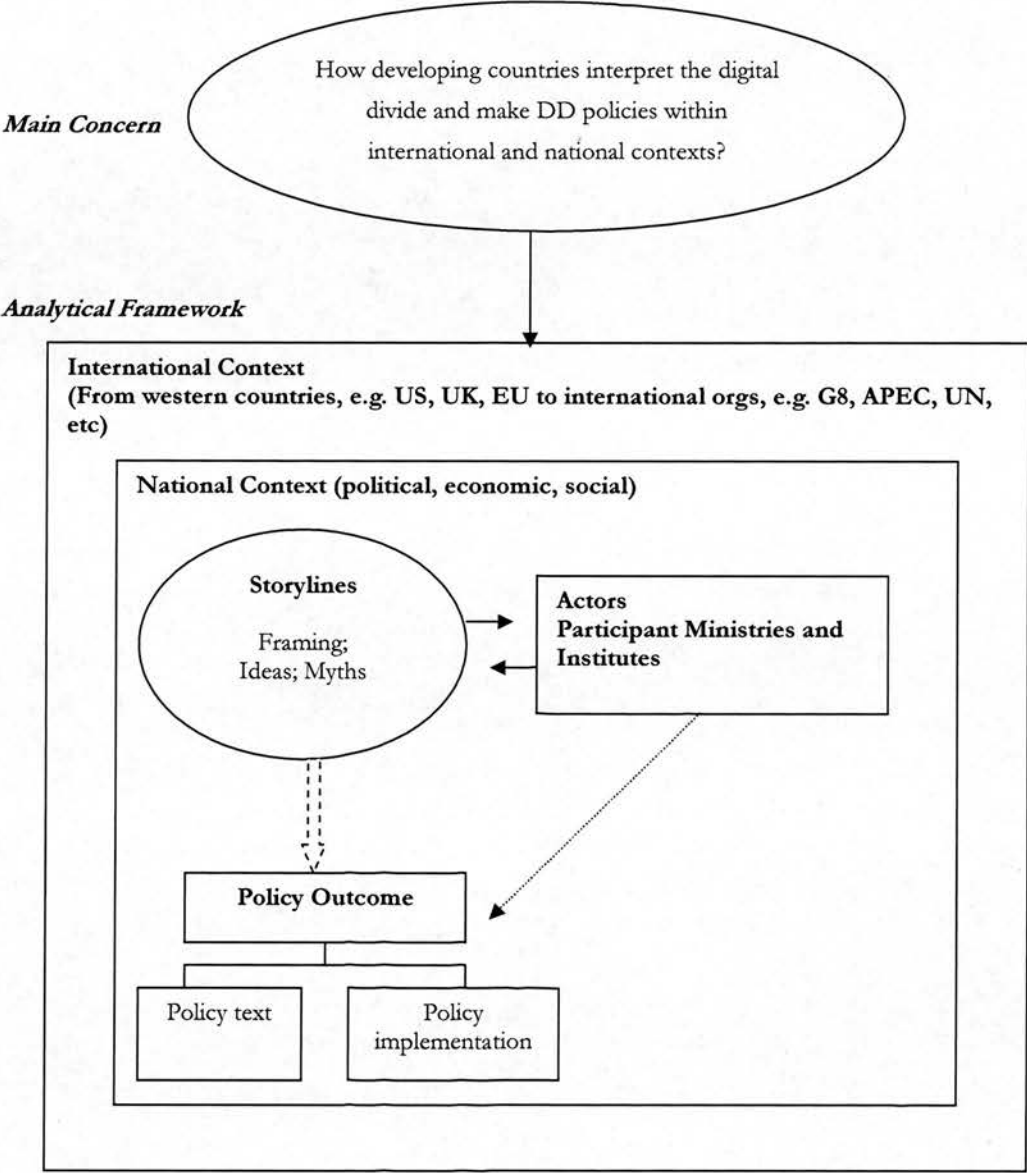 How developing countries interpret the digital
divide and make DD policies within
international and national contexts?
Main Concern
Analytical Framework
International Context
(From western countries, e.g. US, UK, EU to international orgs, e.g. G8, APEC, UN,
etc)
National Context (political, economic, social)
Storylines
Framing;
Ideas; Myths
Actors
Participant Ministries and
Institutes
Policy Outcome
Policy text
Policy
implementation